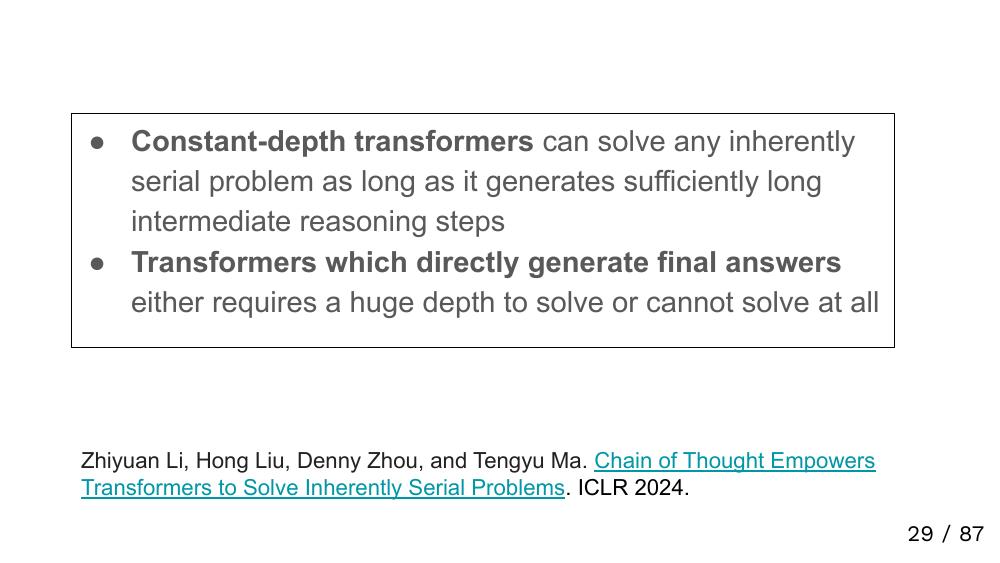 ● Constant-depth transformers can solve any inherently
serial problem as long as it generates sufficiently long
intermediate reasoning steps
● Transformers which directly generate final answers
either requires a huge depth to solve or cannot solve at all
Zhiyuan Li, Hong Liu, Denny Zhou, and Tengyu Ma. Chain of Thought Empowers
Transformers to Solve Inherently Serial Problems. ICLR 2024.
29 / 87